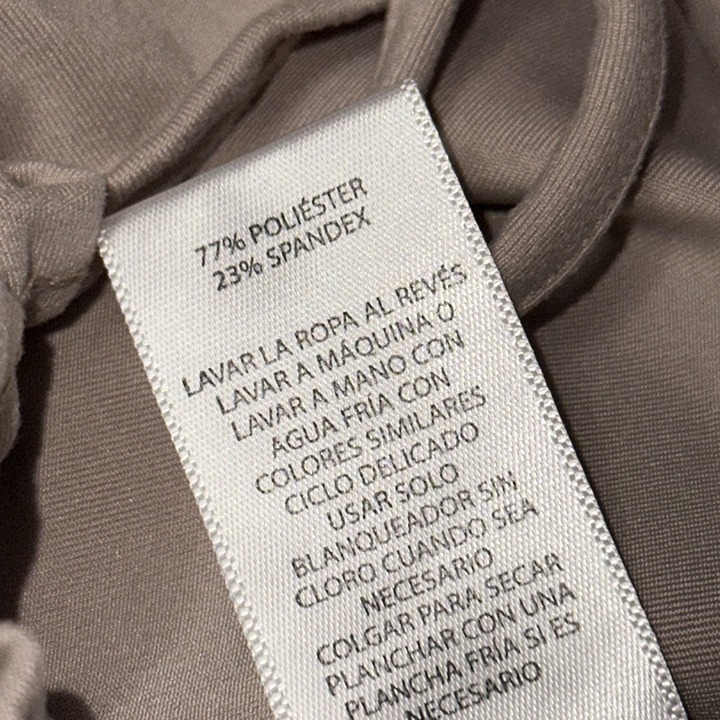 77% POLIÉSTER
23% SPANDEX
LAVAR LA ROPA AL REVÉS
LAVAR A MÁQUINA O
LAVAR A MANO CON
AGUA FRÍA CON
COLORES SIMILARES
CICLO DELICADO
USAR SOLO
BLANQUEADOR SIN
CLORO CUANDO SEA
NECESARIO
COLGAR PARA SECAR
PLANCHAR CON UNA
PLANCHA FRÍA SI ES
NECESARIO